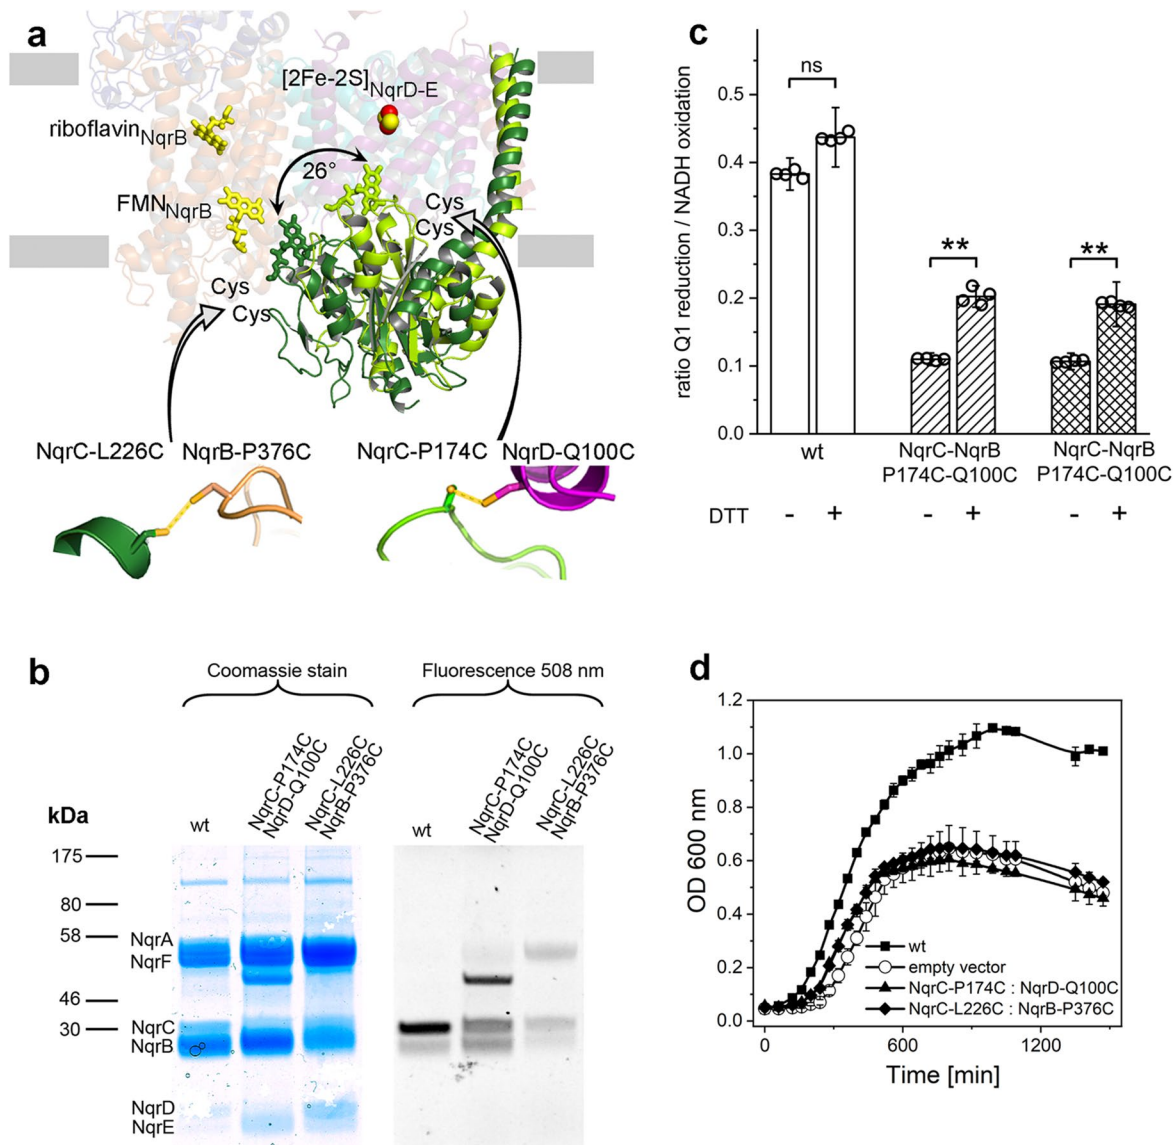 a
[2Fe-2S]NqrD-E
riboflavinNqrB
26°
FMNNqrB
Cys
Cys
Cys
Cys
NqrC-L226C NqrB-P376C
NqrC-P174C NqrD-Q100C
c
ratio Q1 reduction / NADH oxidation
0.5
0.4
0.3
0.2
0.1
0.0
ns
**
**
wt
NqrC-NqrB
P174C-Q100C
NqrC-NqrB
P174C-Q100C
DTT - + - + - +
b
Coomassie stain
Fluorescence 508 nm
kDa
wt
NqrC-P174C
NqrD-Q100C
NqrC-L226C
NqrB-P376C
wt
NqrC-P174C
NqrD-Q100C
NqrC-L226C
NqrB-P376C
175
80
58
46
30
NqrA
NqrF
NqrC
NqrB
NqrD
NqrE
d
OD 600 nm
1.2
1.0
0.8
0.6
0.4
0.2
0.0
wt
empty vector
NqrC-P174C : NqrD-Q100C
NqrC-L226C : NqrB-P376C
0 600 1200
Time [min]